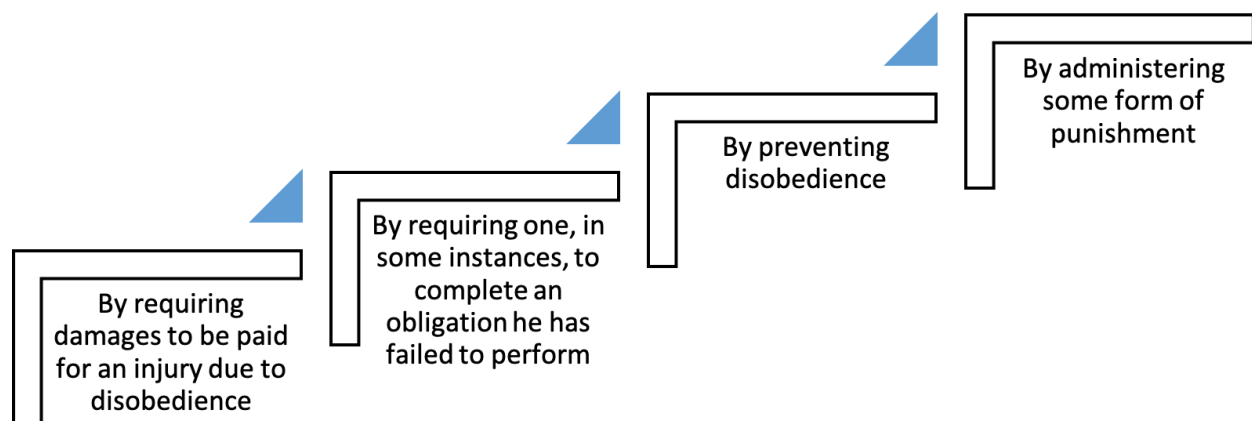 By requiring
damages to be paid
for an injury due to
disobedience
By requiring one, in
some instances, to
complete an
obligation he has
failed to perform
By preventing
disobedience
By administering
some form of
punishment